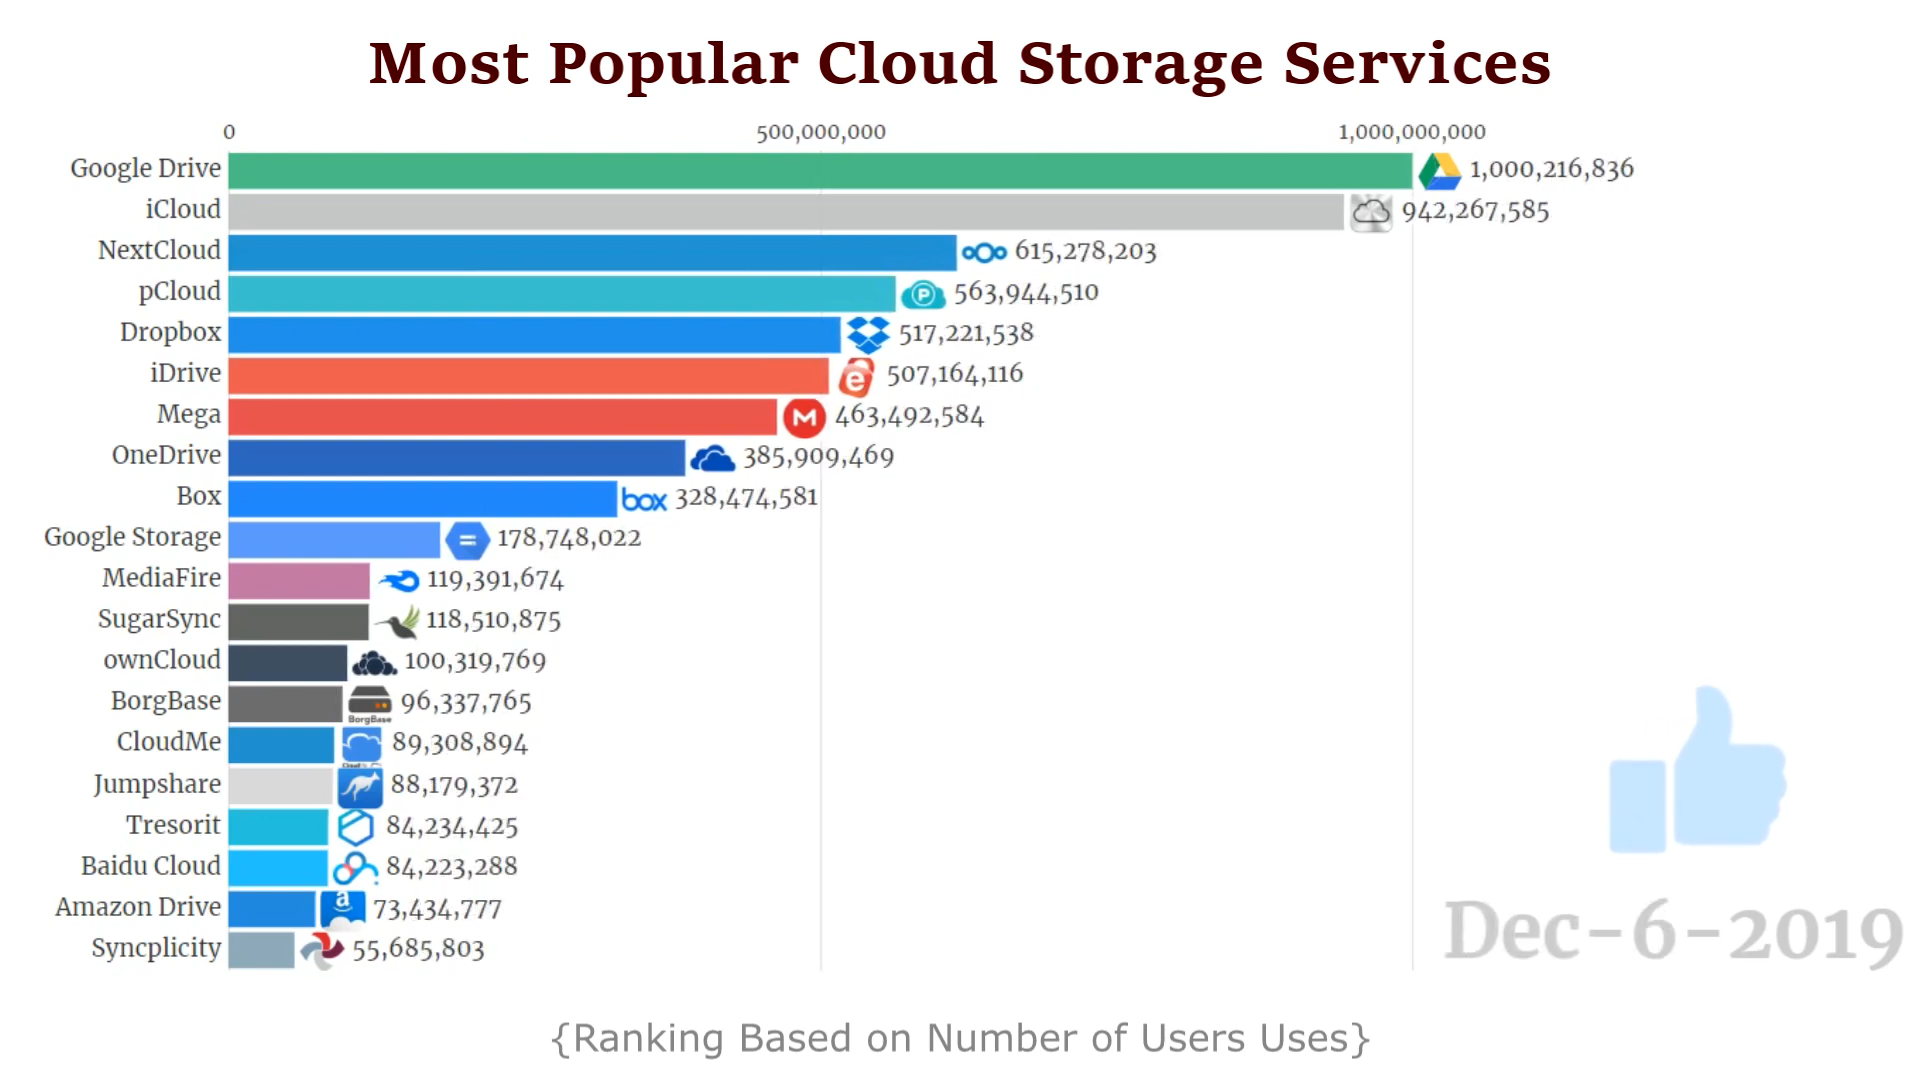 Most Popular Cloud Storage Services
0 500,000,000 1,000,000,000
Google Drive 1,000,216,836
iCloud 942,267,585
NextCloud 615,278,203
pCloud P 563,944,510
Dropbox 517,221,538
iDrive e 507,164,116
Mega M 463,492,584
OneDrive 385,909,469
Box box 328,474,581
Google Storage 178,748,022
MediaFire 119,391,674
SugarSync 118,510,875
ownCloud 100,319,769
BorgBase BorgBase 96,337,765
CloudMe 89,308,894
Jumpshare 88,179,372
Tresorit 84,234,425
Baidu Cloud 84,223,288
Amazon Drive a 73,434,777
Syncplicity 55,685,803
Dec-6-2019
{Ranking Based on Number of Users Uses}